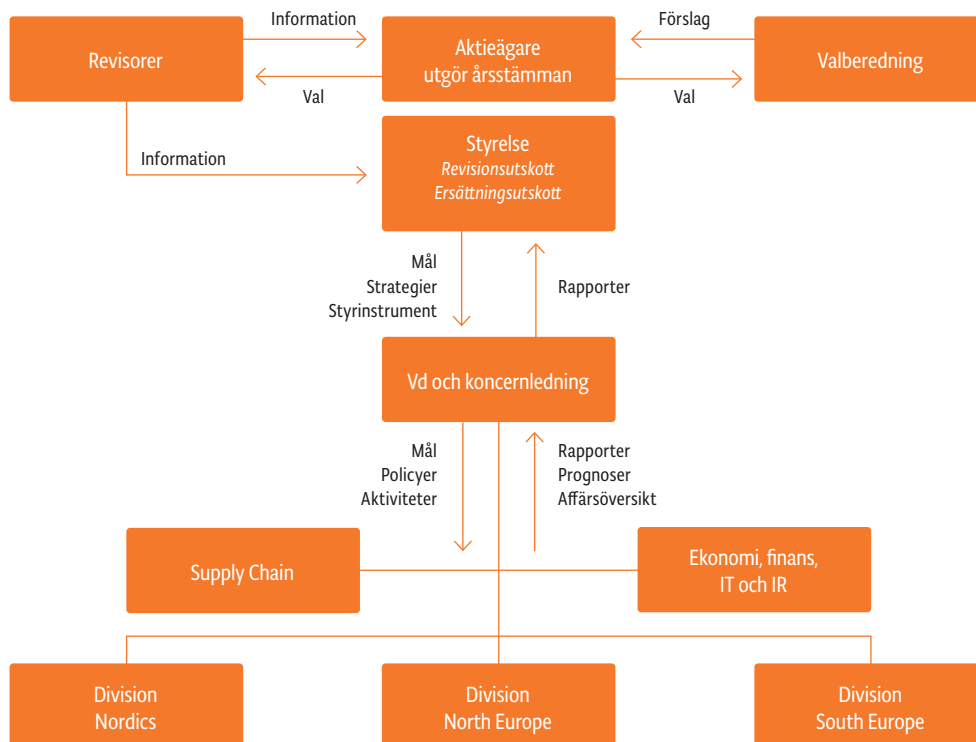 Information
Förslag
Revisorer
Aktieägare
utgör årsstämman
Valberedning
Val
Val
Styrelse
Revisionsutskott
Ersättningsutskott
Information
Mål
Strategier
Styrinstrument
Rapporter
Vd och koncernledning
Mål
Policyer
Aktiviteter
Rapporter
Prognoser
Affärsöversikt
Supply Chain
Ekonomi, finans,
IT och IR
Division
Nordics
Division
North Europe
Division
South Europe